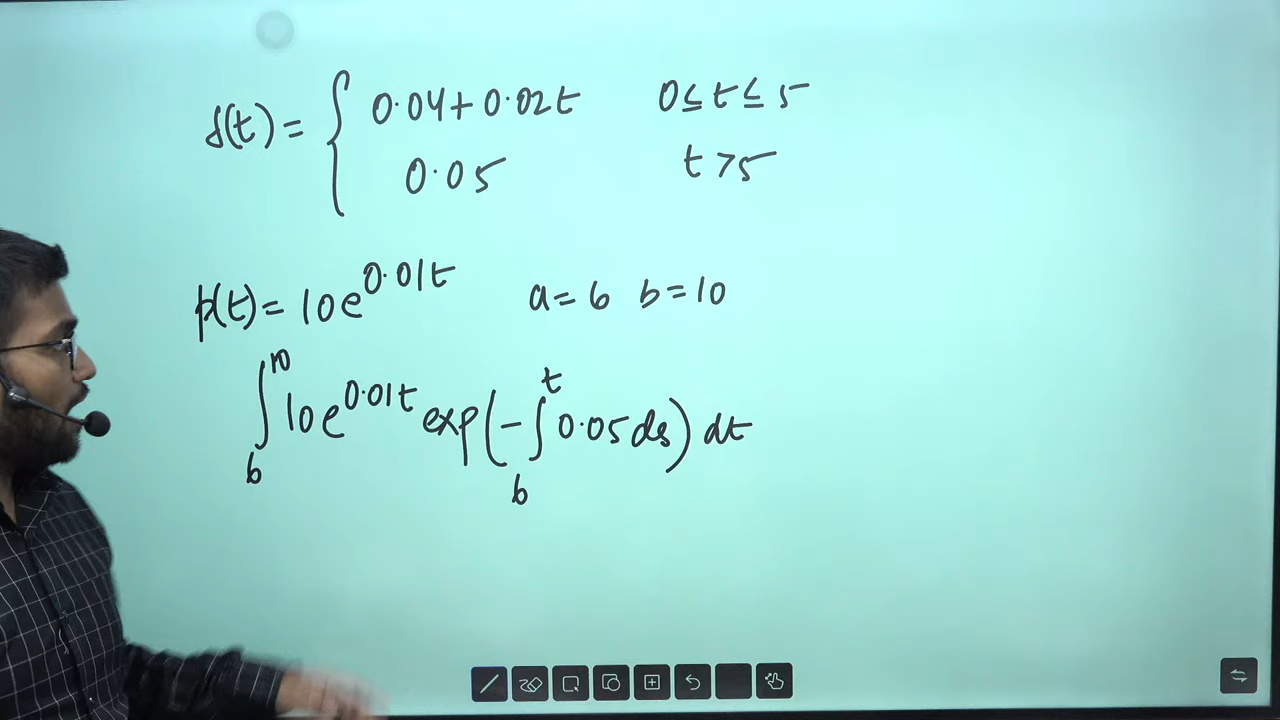 δ(t) = { 0.04 + 0.02t 0 ≤ t ≤ 5
0.05 t > 5
ρ(t) = 10e^{0.01t} a = 6 b = 10
∫_6^{10} 10e^{0.01t} exp(-∫_6^t 0.05 ds) dt